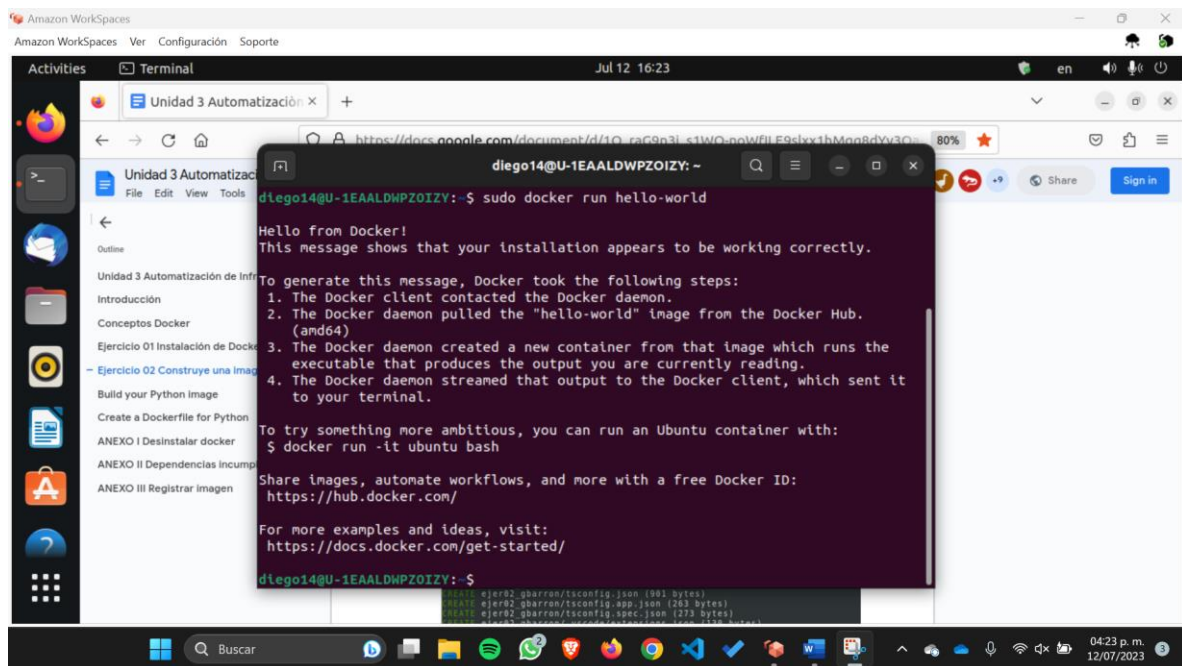 Amazon WorkSpaces
Amazon WorkSpaces Ver Configuración Soporte
Activities Terminal Jul 12 16:23 en
Unidad 3 Automatización
80%
Unidad 3 Automatizaci
File Edit View Tools
+9 Share Sign in
Outline
Unidad 3 Automatización de Infr
Introducción
Conceptos Docker
Ejercicio 01 Instalación de Docke
Ejercicio 02 Construye una imag
Build your Python image
Create a Dockerfile for Python
ANEXO I Desinstalar docker
ANEXO II Dependencias incump
ANEXO III Registrar imagen
diego14@U-1EAALDWPZOIZY: ~
diego14@U-1EAALDWPZOIZY:~$ sudo docker run hello-world
Hello from Docker!
This message shows that your installation appears to be working correctly.
To generate this message, Docker took the following steps:
1. The Docker client contacted the Docker daemon.
2. The Docker daemon pulled the "hello-world" image from the Docker Hub.
(amd64)
3. The Docker daemon created a new container from that image which runs the
executable that produces the output you are currently reading.
4. The Docker daemon streamed that output to the Docker client, which sent it
to your terminal.
To try something more ambitious, you can run an Ubuntu container with:
$ docker run -it ubuntu bash
Share images, automate workflows, and more with a free Docker ID:
https://hub.docker.com/
For more examples and ideas, visit:
https://docs.docker.com/get-started/
diego14@U-1EAALDWPZOIZY:~$
CREATE ejer02_gbarron/tsconfig.json (901 bytes)
CREATE ejer02_gbarron/tsconfig.app.json (263 bytes)
CREATE ejer02_gbarron/tsconfig.spec.json (273 bytes)
Buscar
04:23 p. m.
12/07/2023
3